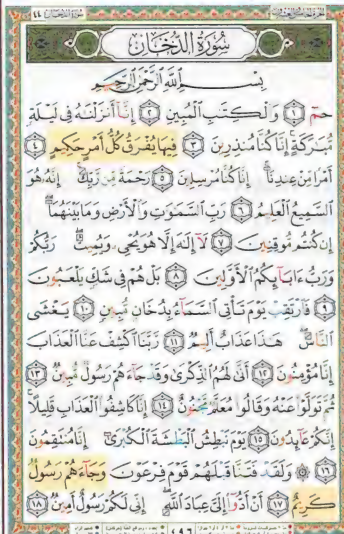 سُورَةُ الدُّخَانِ
بِسْمِ اللَّهِ الرَّحْمَٰنِ الرَّحِيمِ
حمٓ ١ وَالْكِتَابِ الْمُبِينِ ٢ إِنَّا أَنزَلْنَاهُ فِي لَيْلَةٍ
مُّبَارَكَةٍ إِنَّا كُنَّا مُنذِرِينَ ٣ فِيهَا يُفْرَقُ كُلُّ أَمْرٍ حَكِيمٍ ٤
أَمْرًا مِّنْ عِندِنَا إِنَّا كُنَّا مُرْسِلِينَ ٥ رَحْمَةً مِّن رَّبِّكَ إِنَّهُ هُوَ
السَّمِيعُ الْعَلِيمُ ٦ رَبِّ السَّمَاوَاتِ وَالْأَرْضِ وَمَا بَيْنَهُمَا
إِن كُنتُم مُّوقِنِينَ ٧ لَا إِلَٰهَ إِلَّا هُوَ يُحْيِي وَيُمِيتُ رَبُّكُمْ
وَرَبُّ آبَائِكُمُ الْأَوَّلِينَ ٨ بَلْ هُمْ فِي شَكٍّ يَلْعَبُونَ
٩ فَارْتَقِبْ يَوْمَ تَأْتِي السَّمَاءُ بِدُخَانٍ مُّبِينٍ ١٠ يَغْشَى
النَّاسَ هَٰذَا عَذَابٌ أَلِيمٌ ١١ رَّبَّنَا اكْشِفْ عَنَّا الْعَذَابَ
إِنَّا مُؤْمِنُونَ ١٢ أَنَّىٰ لَهُمُ الذِّكْرَىٰ وَقَدْ جَاءَهُمْ رَسُولٌ مُّبِينٌ ١٣
ثُمَّ تَوَلَّوْا عَنْهُ وَقَالُوا مُعَلَّمٌ مَّجْنُونٌ ١٤ إِنَّا كَاشِفُو الْعَذَابِ قَلِيلًا
إِنَّكُمْ عَائِدُونَ ١٥ يَوْمَ نَبْطِشُ الْبَطْشَةَ الْكُبْرَىٰ إِنَّا مُنتَقِمُونَ
١٦ ۞ وَلَقَدْ فَتَنَّا قَبْلَهُمْ قَوْمَ فِرْعَوْنَ وَجَاءَهُمْ رَسُولٌ
كَرِيمٌ ١٧ أَنْ أَدُّوا إِلَيَّ عِبَادَ اللَّهِ إِنِّي لَكُمْ رَسُولٌ أَمِينٌ ١٨
٤٩٦